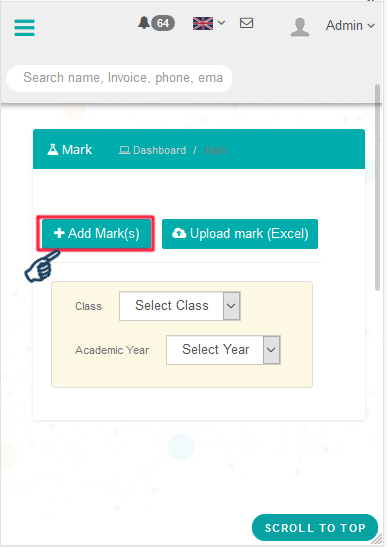 64
Admin
Search name, Invoice, phone, ema
Mark
Dashboard / Mark
Add Mark(s)
Upload mark (Excel)
Class
Select Class
Academic Year
Select Year
SCROLL TO TOP